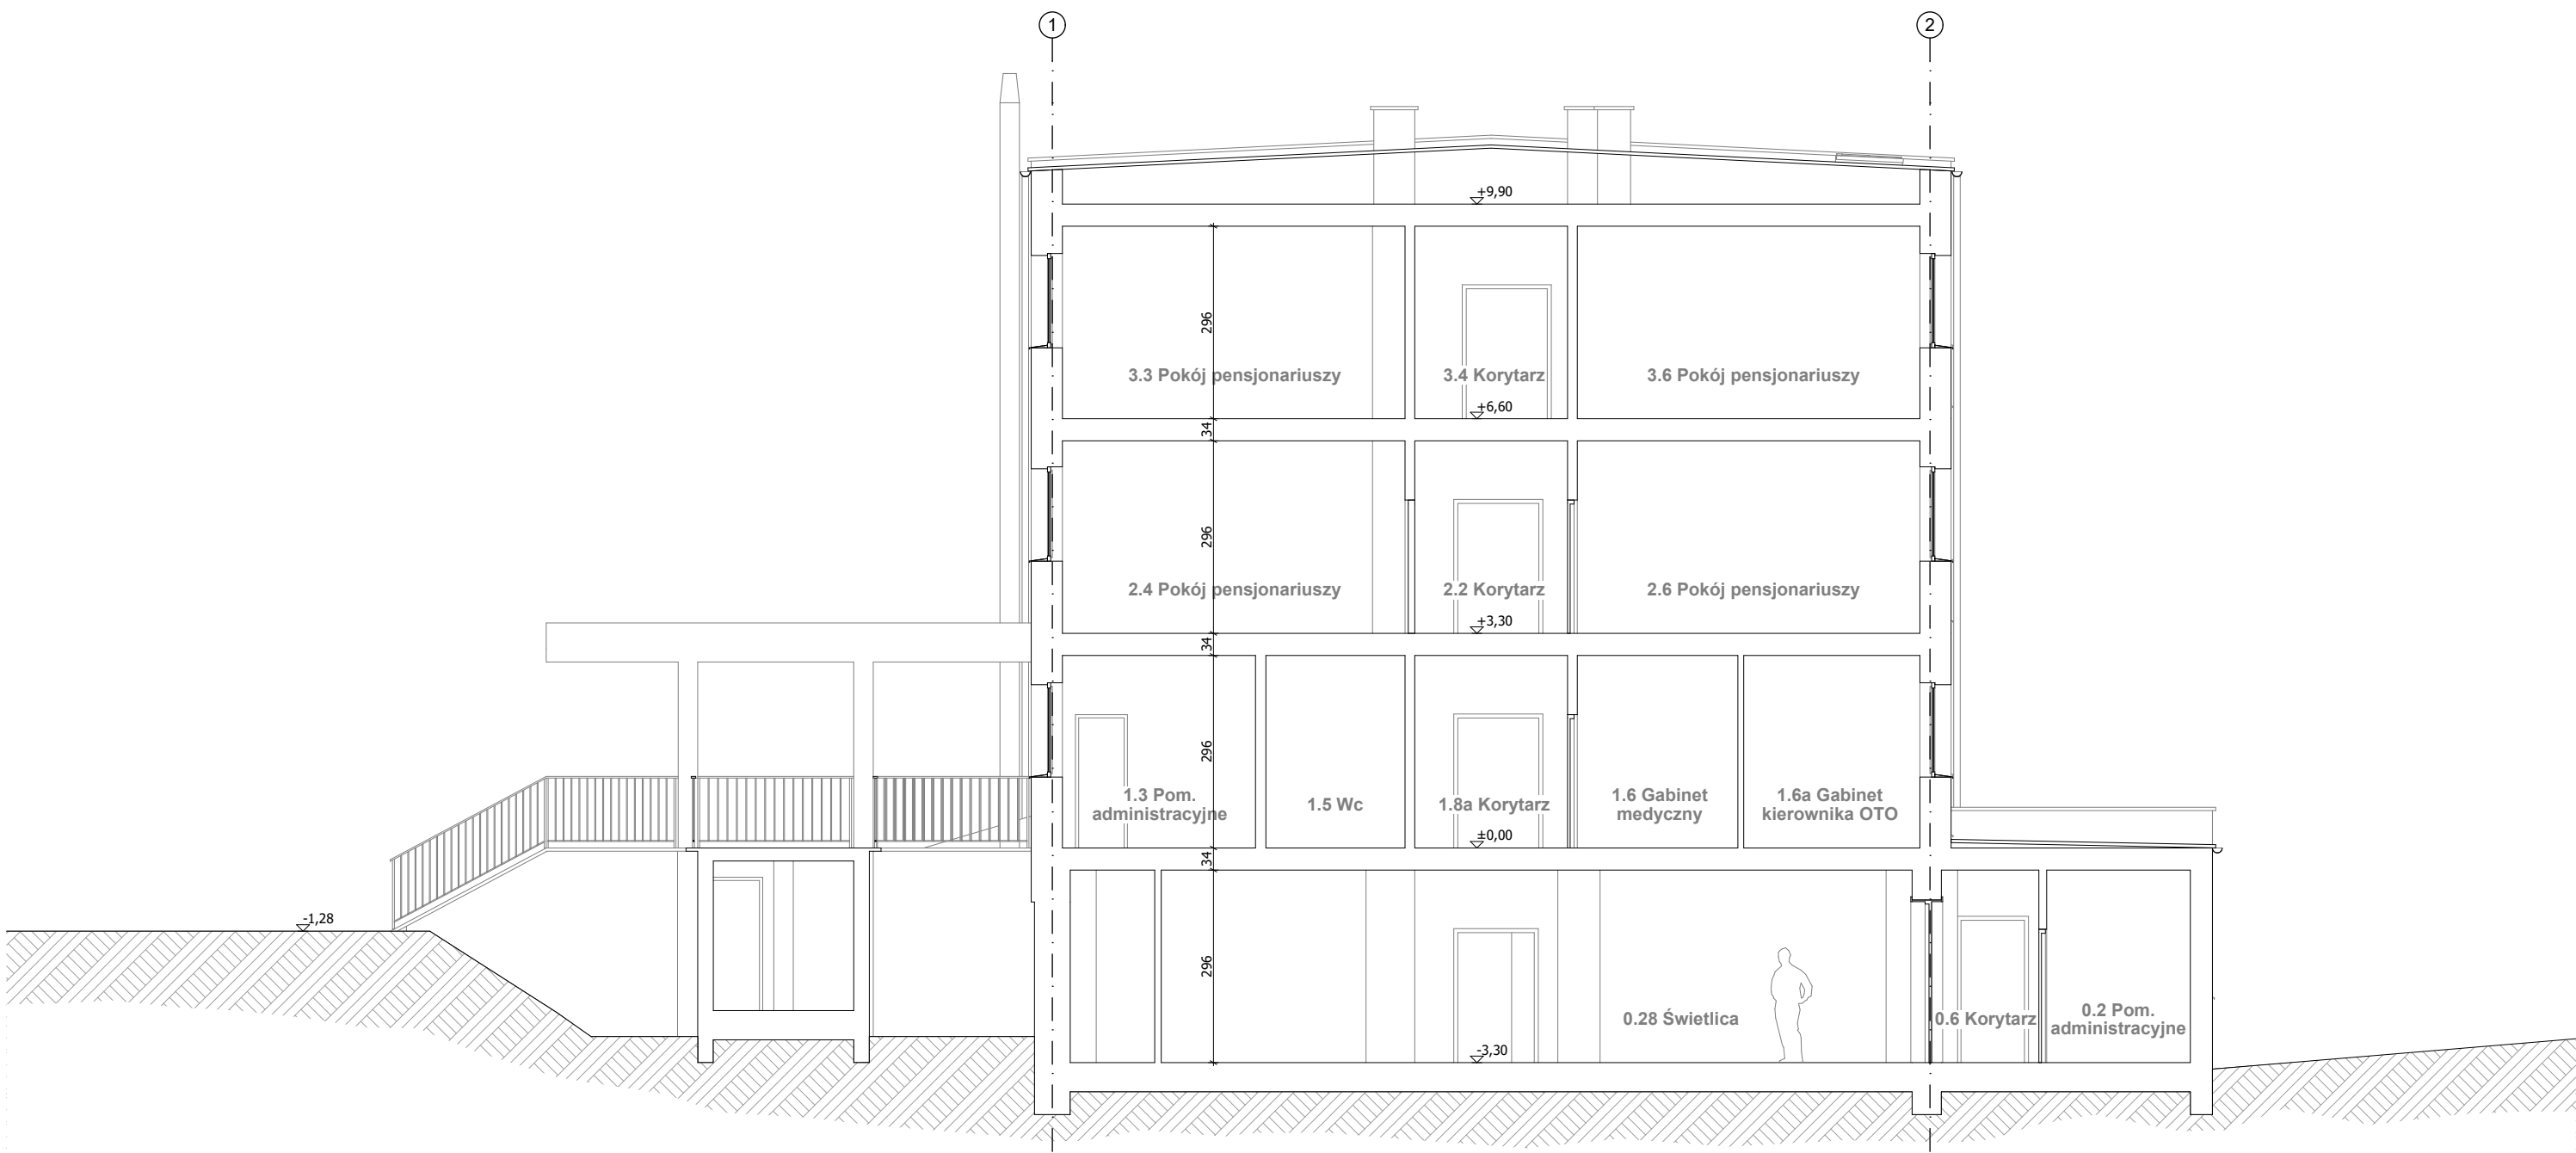 1
2
+9,90
296
3.3 Pokój pensjonariuszy
3.4 Korytarz
3.6 Pokój pensjonariuszy
+6,60
34
296
2.4 Pokój pensjonariuszy
2.2 Korytarz
2.6 Pokój pensjonariuszy
+3,30
34
296
1.3 Pom.
administracyjne
1.5 Wc
1.8a Korytarz
1.6 Gabinet
medyczny
1.6a Gabinet
kierownika OTO
±0,00
34
-1,28
296
0.28 Świetlica
0.6 Korytarz
0.2 Pom.
administracyjne
-3,30